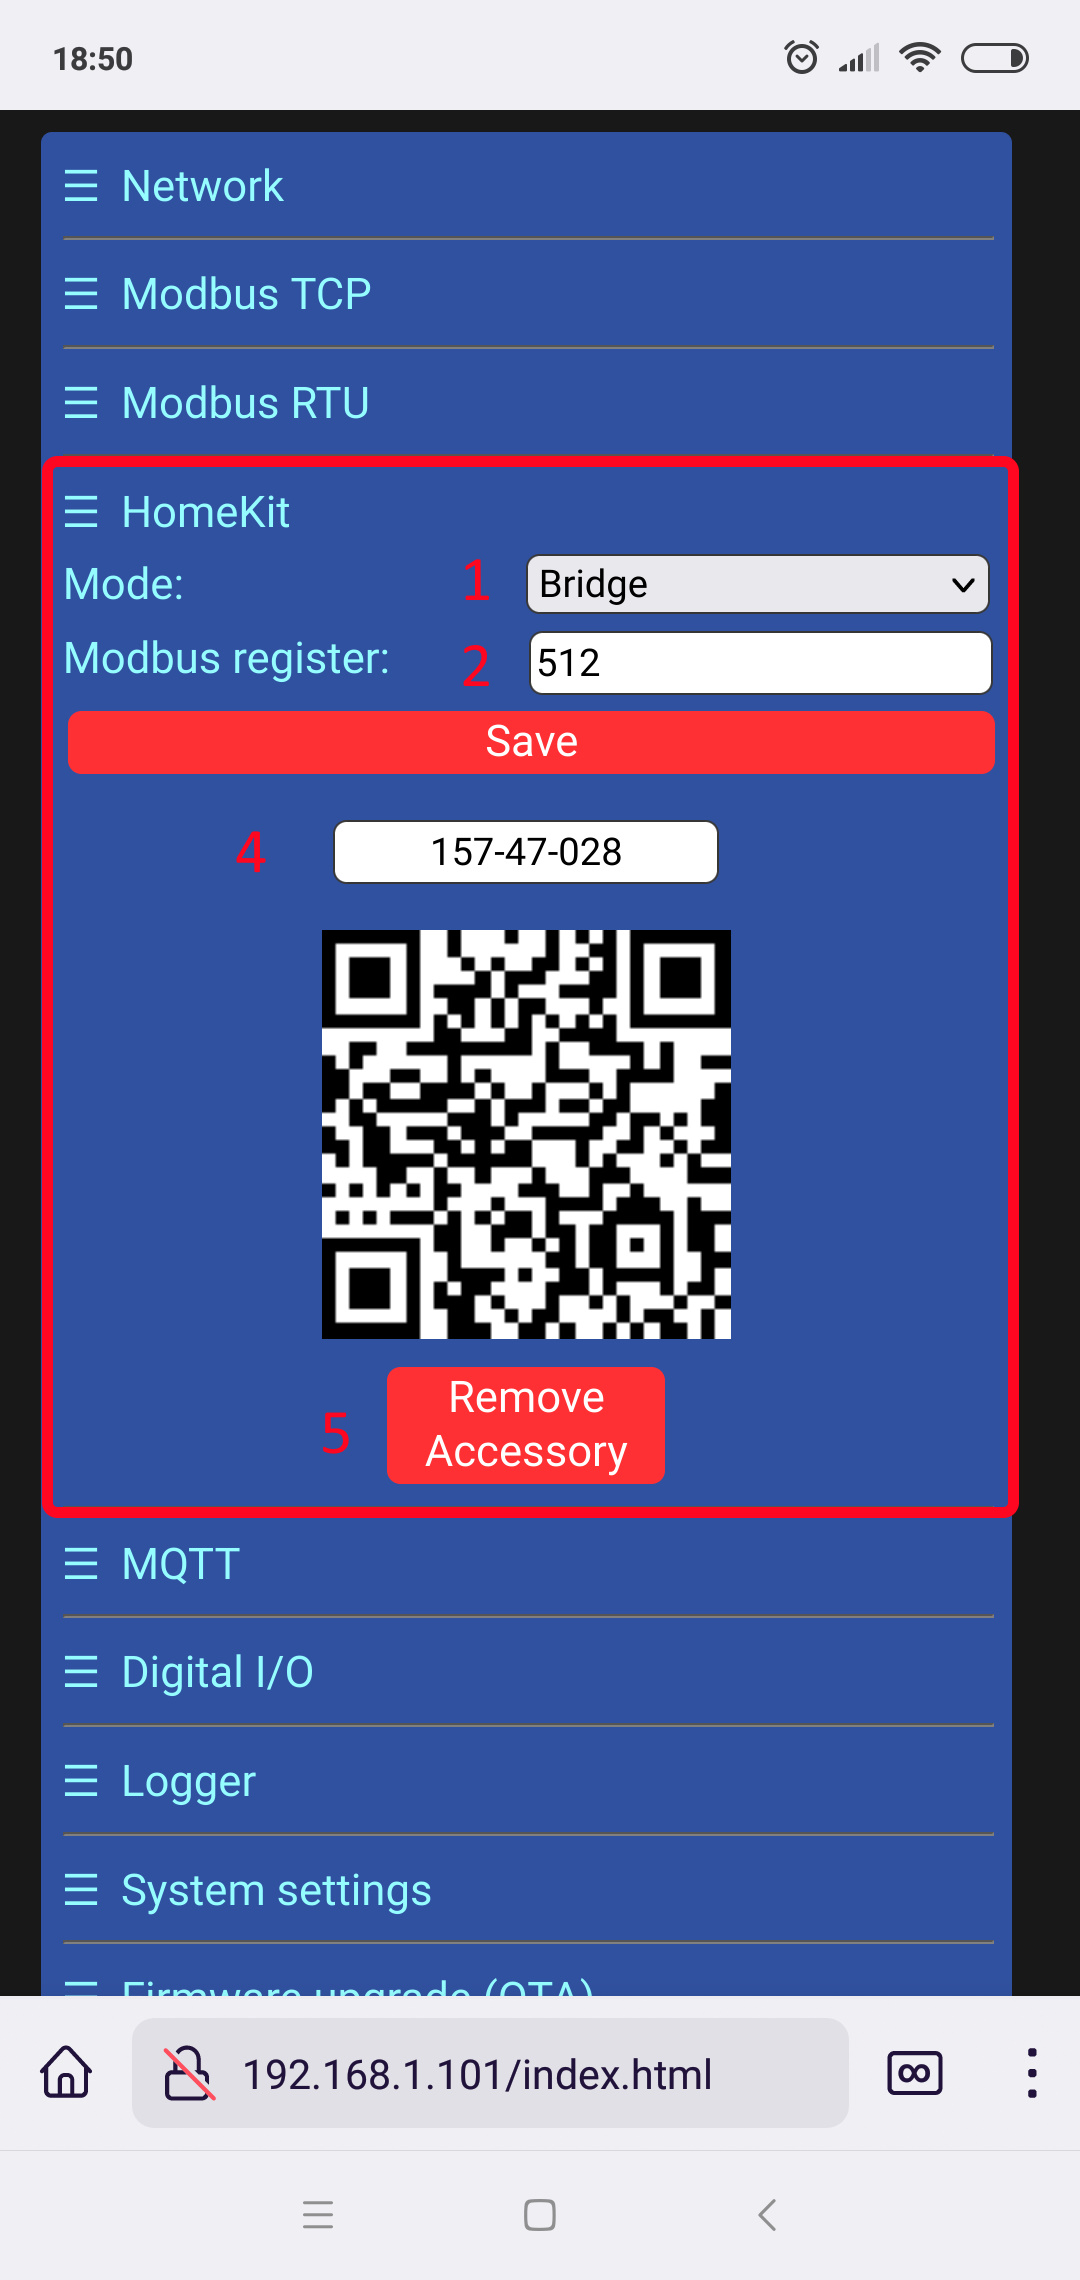 18:50
Network
Modbus TCP
Modbus RTU
HomeKit
Mode: 1 Bridge
Modbus register: 2 512
Save
4 157-47-028
5 Remove
Accessory
MQTT
Digital I/O
Logger
System settings
Firmware upgrade (OTA)
192.168.1.101/index.html
∞